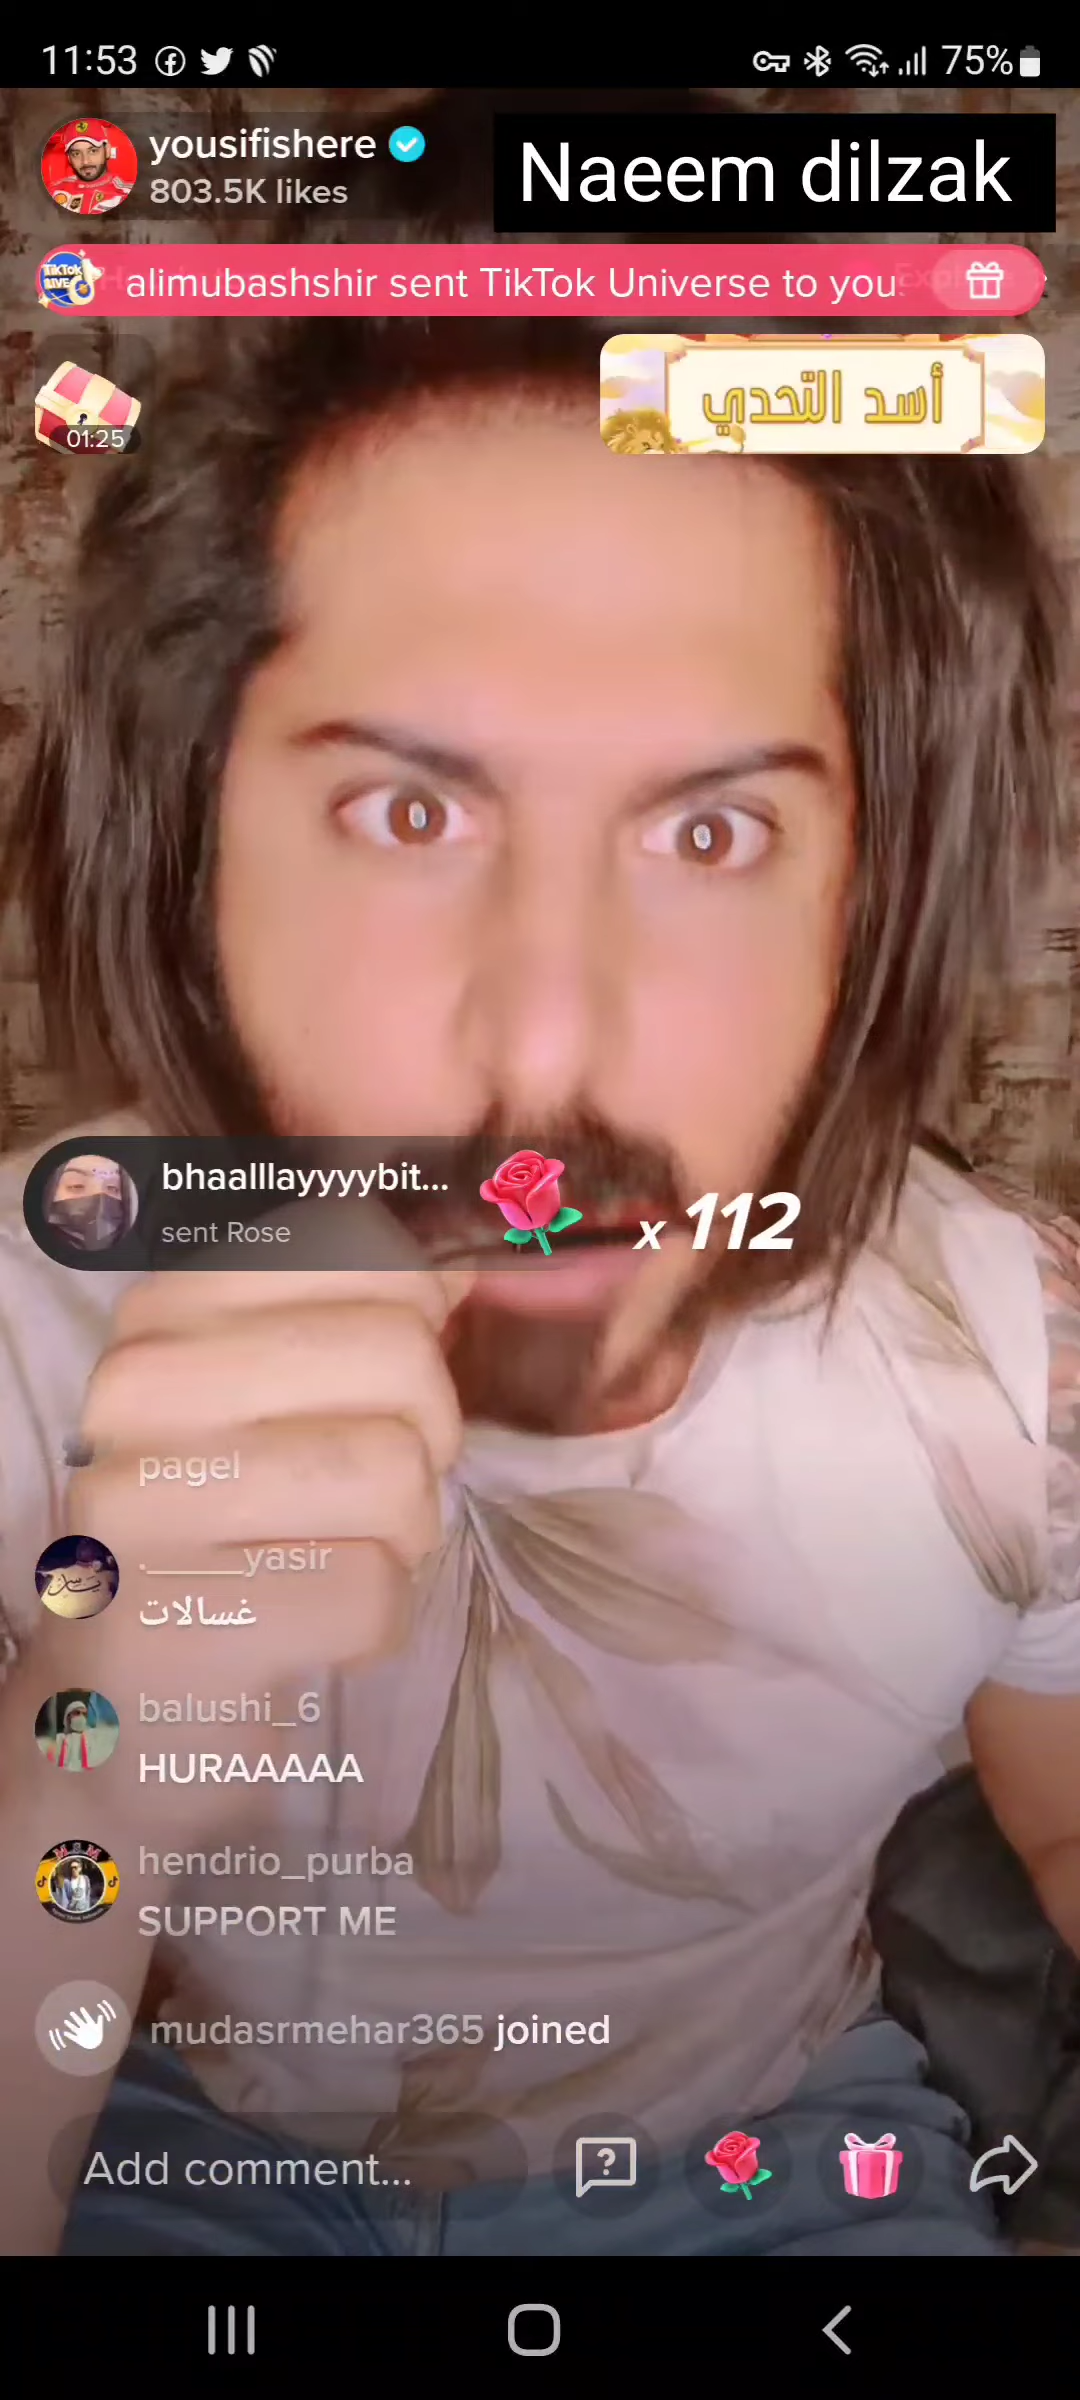 11:53
75%
yousifishere
803.5K likes
Naeem dilzak
alimubashshir sent TikTok Universe to you
01:25
أسد التحدي
bhaalllayyyybit...
sent Rose
x 112
pagel
._____yasir
غسالات
balushi_6
HURAAAAA
hendrio_purba
SUPPORT ME
mudasrmehar365 joined
Add comment...